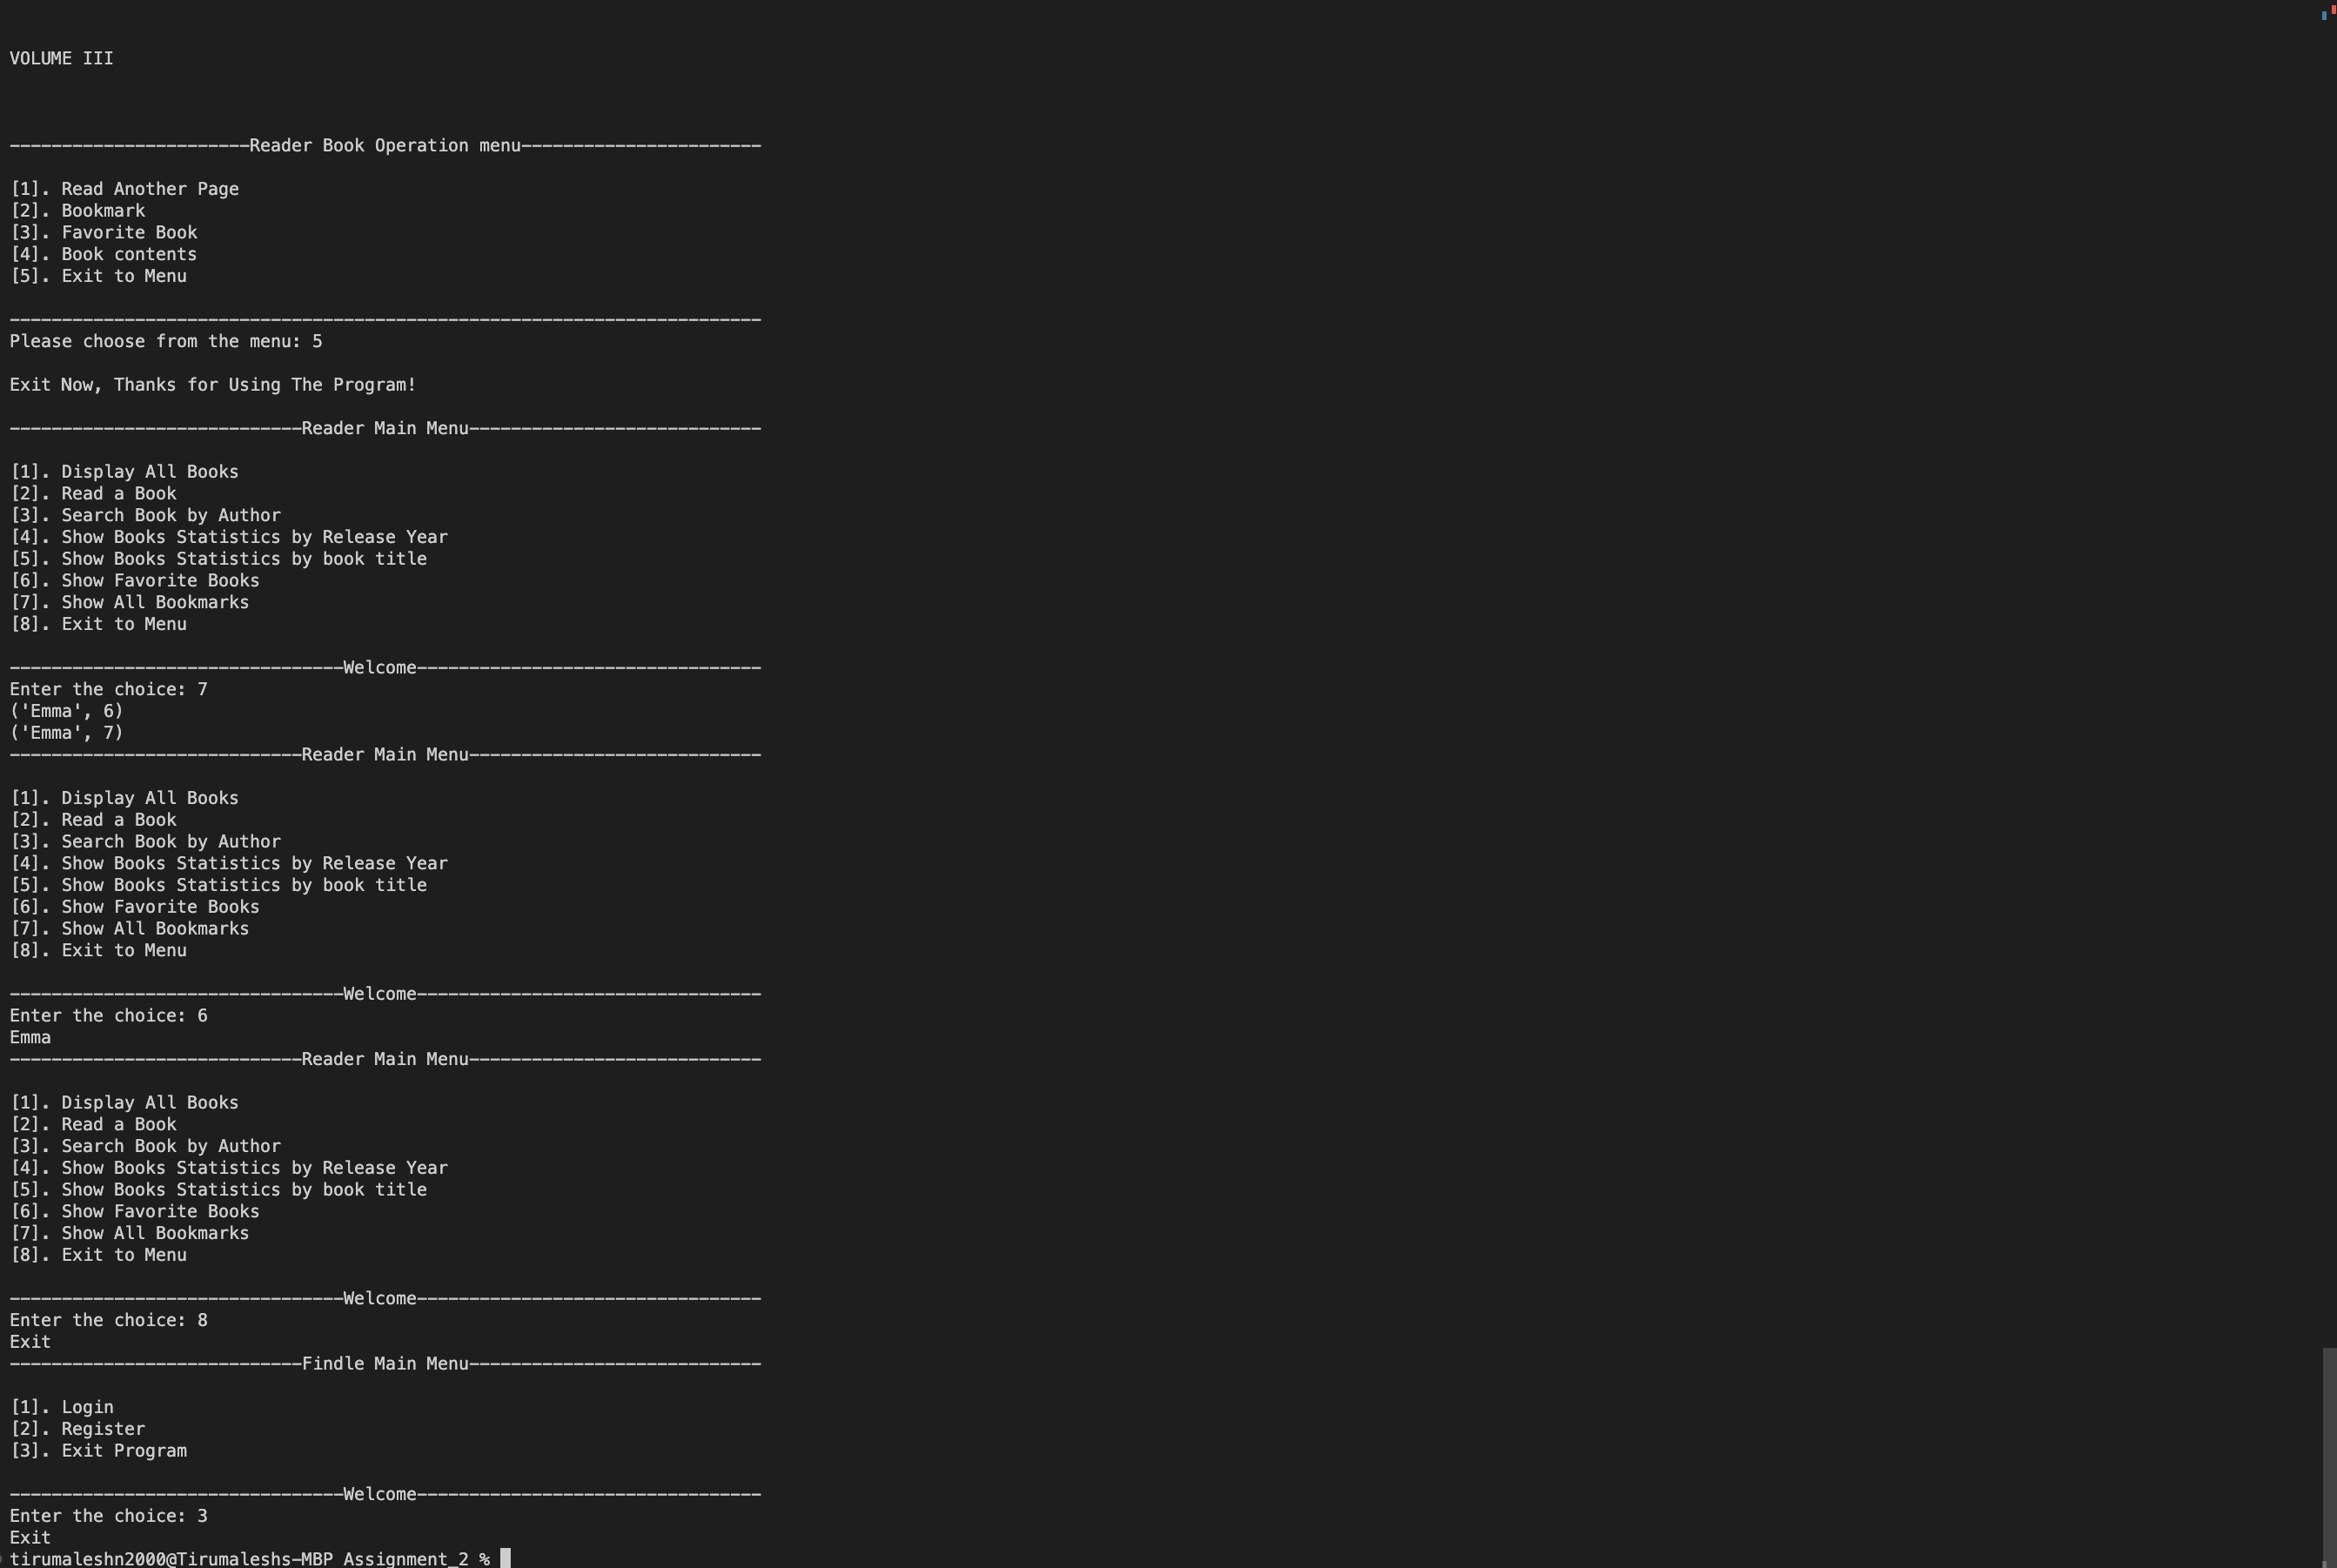 VOLUME III
-----------------------Reader Book Operation menu-----------------------
[1]. Read Another Page
[2]. Bookmark
[3]. Favorite Book
[4]. Book contents
[5]. Exit to Menu
------------------------------------------------------------------------
Please choose from the menu: 5
Exit Now, Thanks for Using The Program!
----------------------------Reader Main Menu----------------------------
[1]. Display All Books
[2]. Read a Book
[3]. Search Book by Author
[4]. Show Books Statistics by Release Year
[5]. Show Books Statistics by book title
[6]. Show Favorite Books
[7]. Show All Bookmarks
[8]. Exit to Menu
--------------------------------Welcome---------------------------------
Enter the choice: 7
('Emma', 6)
('Emma', 7)
----------------------------Reader Main Menu----------------------------
[1]. Display All Books
[2]. Read a Book
[3]. Search Book by Author
[4]. Show Books Statistics by Release Year
[5]. Show Books Statistics by book title
[6]. Show Favorite Books
[7]. Show All Bookmarks
[8]. Exit to Menu
--------------------------------Welcome---------------------------------
Enter the choice: 6
Emma
----------------------------Reader Main Menu----------------------------
[1]. Display All Books
[2]. Read a Book
[3]. Search Book by Author
[4]. Show Books Statistics by Release Year
[5]. Show Books Statistics by book title
[6]. Show Favorite Books
[7]. Show All Bookmarks
[8]. Exit to Menu
--------------------------------Welcome---------------------------------
Enter the choice: 8
Exit
----------------------------Findle Main Menu----------------------------
[1]. Login
[2]. Register
[3]. Exit Program
--------------------------------Welcome---------------------------------
Enter the choice: 3
Exit
tirumaleshn2000@Tirumaleshs-MBP Assignment_2 %